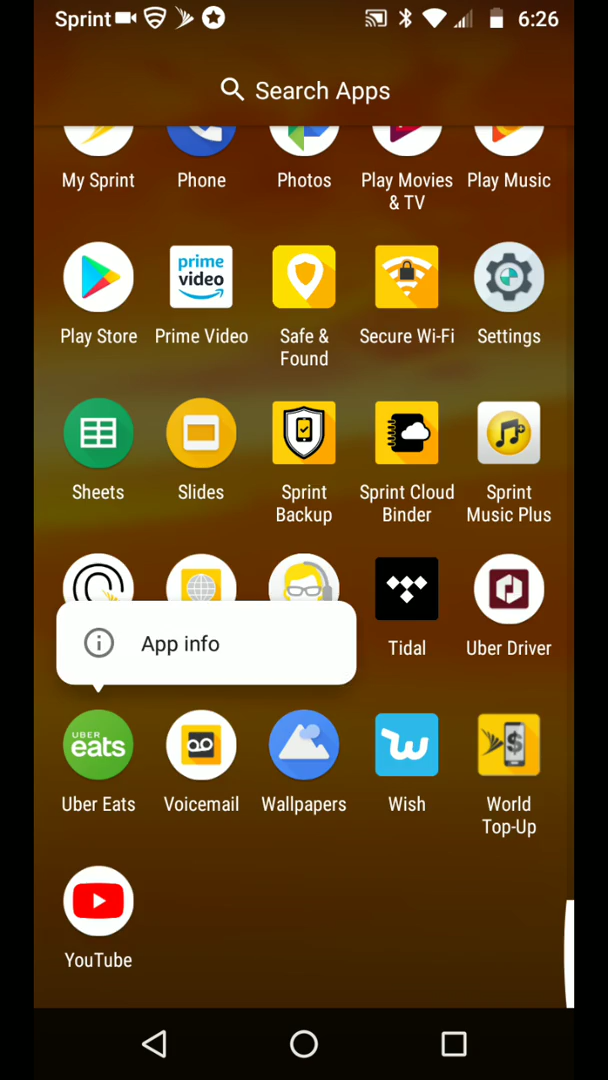 Sprint 6:26
Search Apps
My Sprint Phone Photos Play Movies Play Music
& TV
prime
video
Play Store Prime Video Safe & Secure Wi-Fi Settings
Found
Sheets Slides Sprint Sprint Cloud Sprint
Backup Binder Music Plus
App info
Tidal Uber Driver
UBER
eats
Uber Eats Voicemail Wallpapers Wish World
Top-Up
YouTube